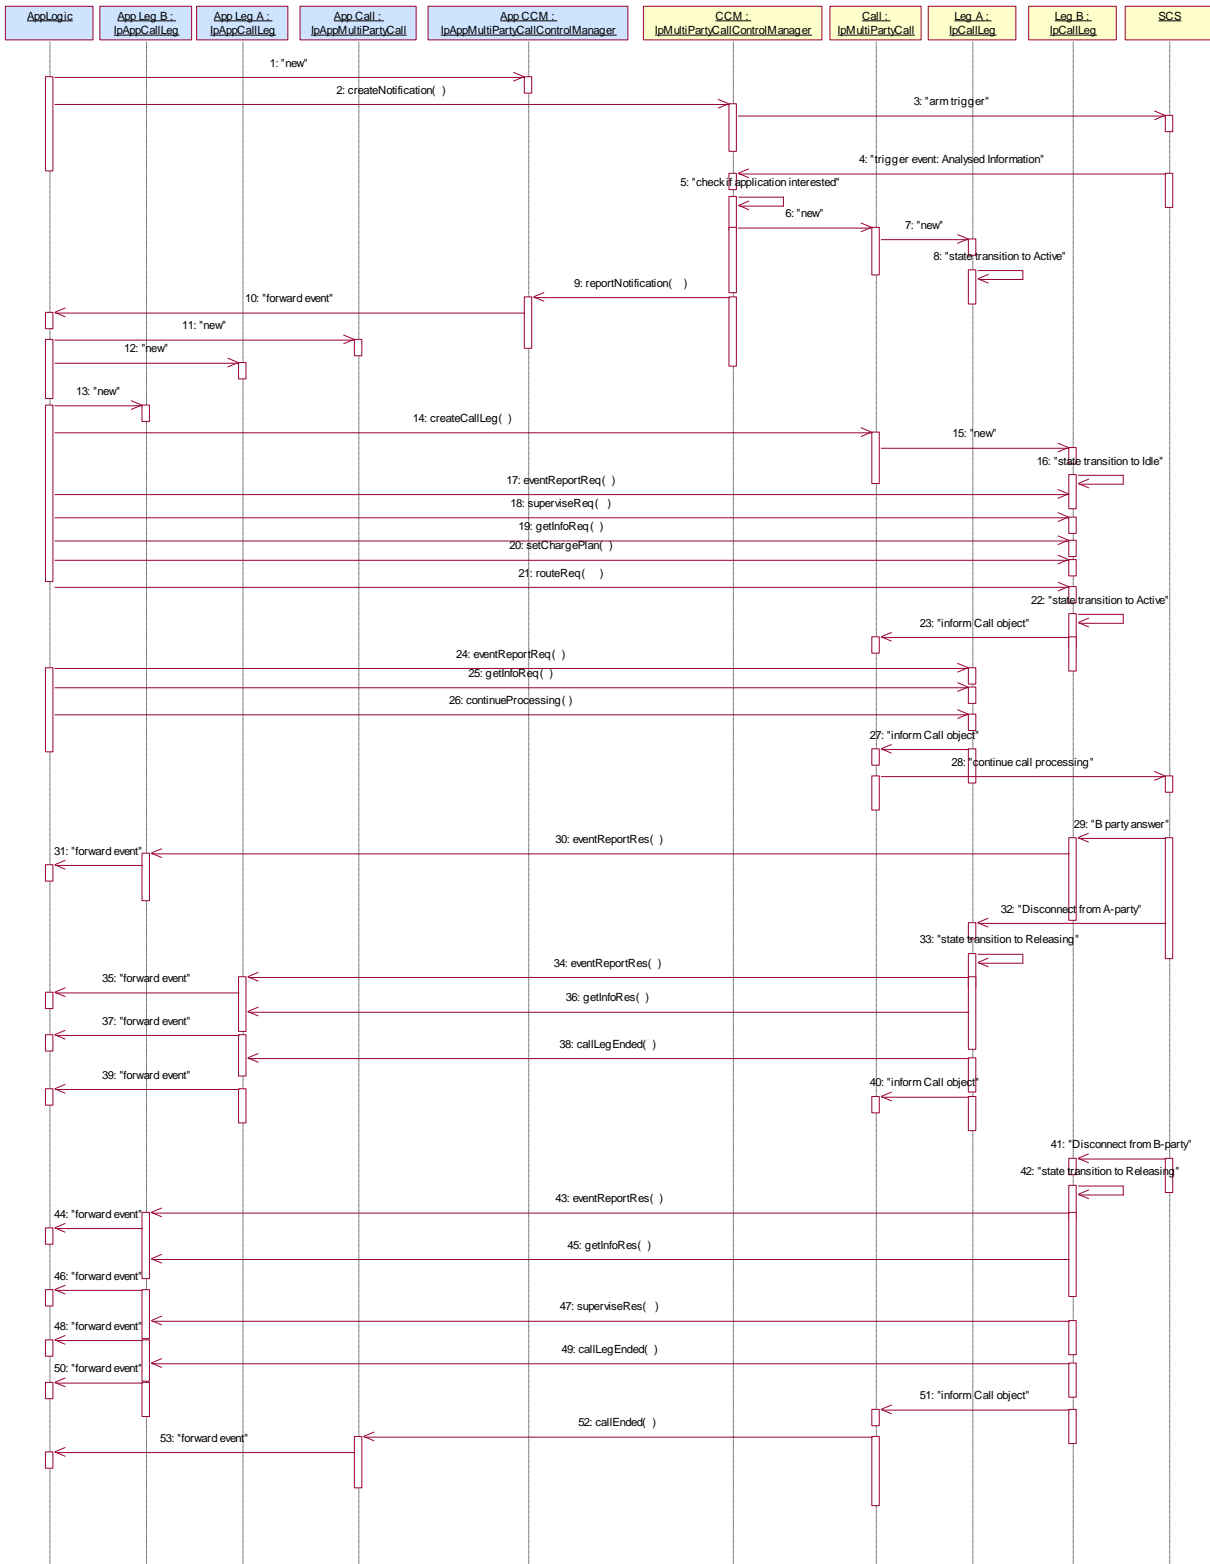 AppLogic
App Leg B :
IpAppCallLeg
App Leg A :
IpAppCallLeg
App Call :
IpAppMultiPartyCall
App CCM :
IpAppMultiPartyCallControlManager
CCM :
IpMultiPartyCallControlManager
Call :
IpMultiPartyCall
Leg A :
IpCallLeg
Leg B :
IpCallLeg
SCS
1: "new"
2: createNotification( )
3: "arm trigger"
4: "trigger event: Analysed Information"
5: "check if application interested"
6: "new"
7: "new"
8: "state transition to Active"
9: reportNotification( )
10: "forward event"
11: "new"
12: "new"
13: "new"
14: createCallLeg( )
15: "new"
16: "state transition to Idle"
17: eventReportReq( )
18: superviseReq( )
19: getInfoReq( )
20: setChargePlan( )
21: routeReq( )
22: "state transition to Active"
23: "inform Call object"
24: eventReportReq( )
25: getInfoReq( )
26: continueProcessing( )
27: "inform Call object"
28: "continue call processing"
29: "B party answer"
30: eventReportRes( )
31: "forward event"
32: "Disconnect from A-party"
33: "state transition to Releasing"
34: eventReportRes( )
35: "forward event"
36: getInfoRes( )
37: "forward event"
38: callLegEnded( )
39: "forward event"
40: "inform Call object"
41: "Disconnect from B-party"
42: "state transition to Releasing"
43: eventReportRes( )
44: "forward event"
45: getInfoRes( )
46: "forward event"
47: superviseRes( )
48: "forward event"
49: callLegEnded( )
50: "forward event"
51: "inform Call object"
52: callEnded( )
53: "forward event"